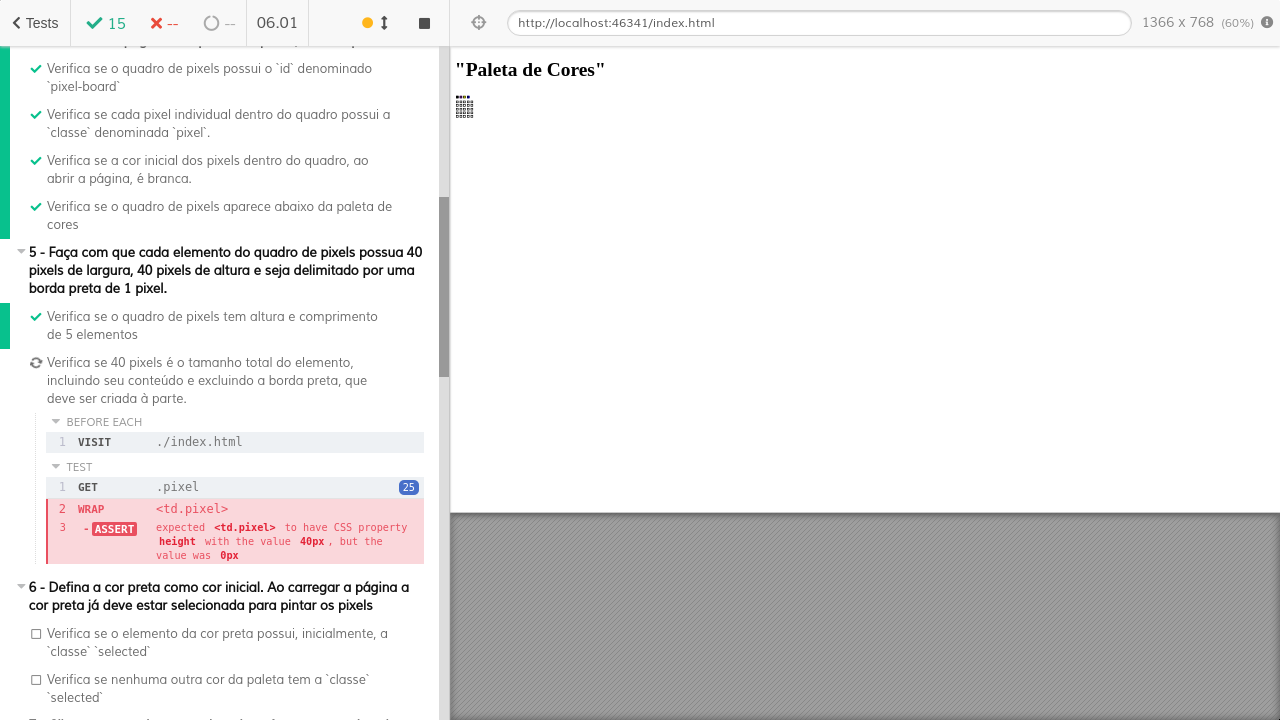 Tests
15
--
--
06.01
http://localhost:46341/index.html
1366 x 768 (60%)
Verifica se o quadro de pixels possui o `id` denominado
`pixel-board`
Verifica se cada pixel individual dentro do quadro possui a
`classe` denominada `pixel`.
Verifica se a cor inicial dos pixels dentro do quadro, ao
abrir a página, é branca.
Verifica se o quadro de pixels aparece abaixo da paleta de
cores
5 - Faça com que cada elemento do quadro de pixels possua 40
pixels de largura, 40 pixels de altura e seja delimitado por uma
borda preta de 1 pixel.
Verifica se o quadro de pixels tem altura e comprimento
de 5 elementos
Verifica se 40 pixels é o tamanho total do elemento,
incluindo seu conteúdo e excluindo a borda preta, que
deve ser criada à parte.
BEFORE EACH
1 VISIT ./index.html
TEST
1 GET .pixel 25
2 WRAP <td.pixel>
3 -ASSERT expected <td.pixel> to have CSS property
height with the value 40px, but the
value was 0px
6 - Defina a cor preta como cor inicial. Ao carregar a página a
cor preta já deve estar selecionada para pintar os pixels
Verifica se o elemento da cor preta possui, inicialmente, a
`classe` `selected`
Verifica se nenhuma outra cor da paleta tem a `classe`
`selected`
"Paleta de Cores"